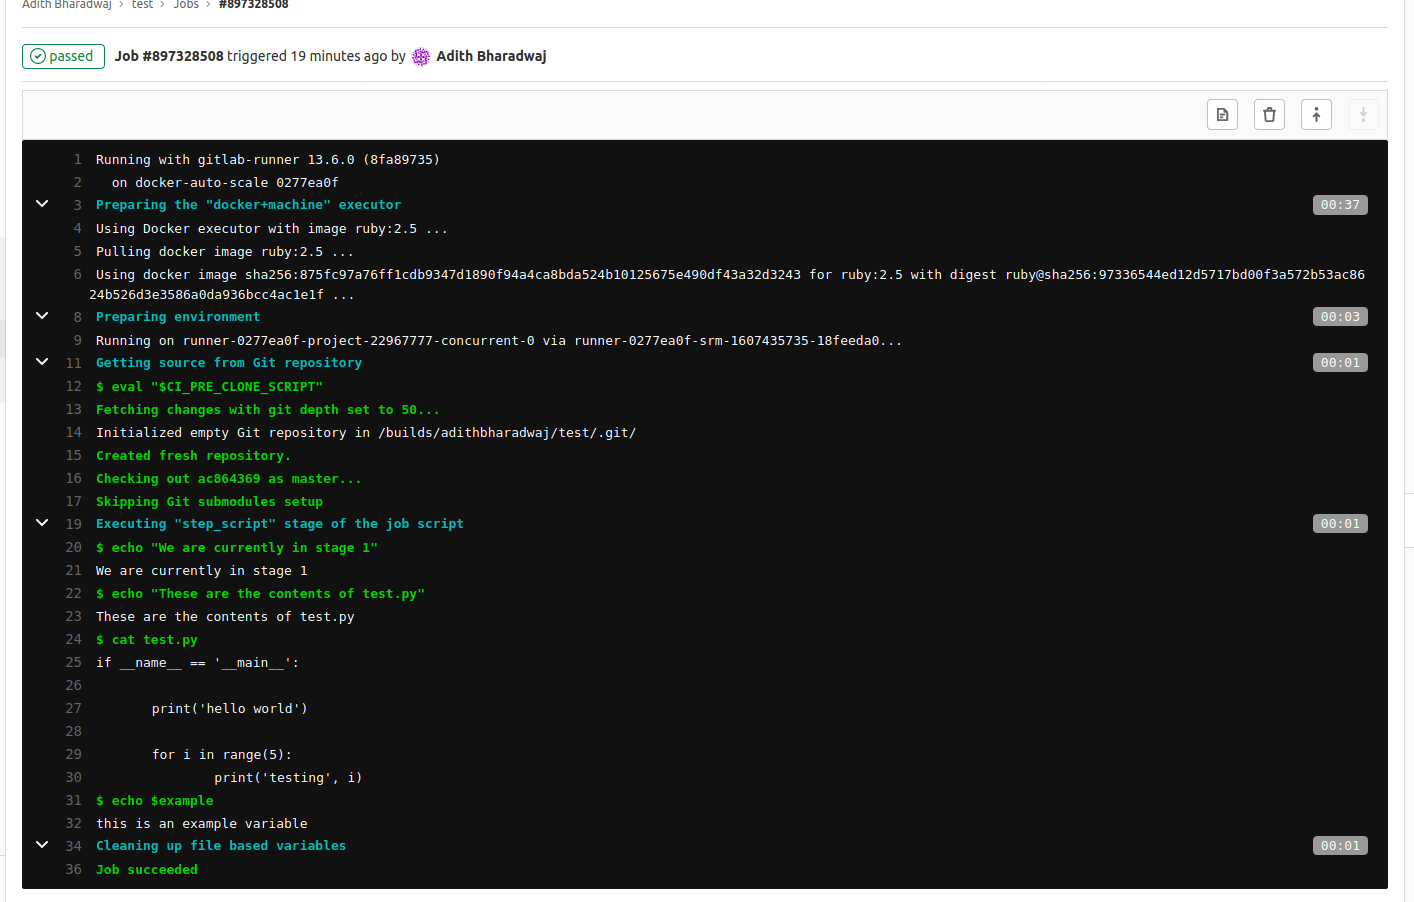 Adith Bharadwaj › test › Jobs › #897328508
passed Job #897328508 triggered 19 minutes ago by Adith Bharadwaj
1 Running with gitlab-runner 13.6.0 (8fa89735)
2 on docker-auto-scale 0277ea0f
3 Preparing the "docker+machine" executor 00:37
4 Using Docker executor with image ruby:2.5 ...
5 Pulling docker image ruby:2.5 ...
6 Using docker image sha256:875fc97a76ff1cdb9347d1890f94a4ca8bda524b10125675e490df43a32d3243 for ruby:2.5 with digest ruby@sha256:97336544ed12d5717bd00f3a572b53ac86
24b526d3e3586a0da936bcc4ac1e1f ...
8 Preparing environment 00:03
9 Running on runner-0277ea0f-project-22967777-concurrent-0 via runner-0277ea0f-srm-1607435735-18feeda0...
11 Getting source from Git repository 00:01
12 $ eval "$CI_PRE_CLONE_SCRIPT"
13 Fetching changes with git depth set to 50...
14 Initialized empty Git repository in /builds/adithbharadwaj/test/.git/
15 Created fresh repository.
16 Checking out ac864369 as master...
17 Skipping Git submodules setup
19 Executing "step_script" stage of the job script 00:01
20 $ echo "We are currently in stage 1"
21 We are currently in stage 1
22 $ echo "These are the contents of test.py"
23 These are the contents of test.py
24 $ cat test.py
25 if __name__ == '__main__':
26
27 print('hello world')
28
29 for i in range(5):
30 print('testing', i)
31 $ echo $example
32 this is an example variable
34 Cleaning up file based variables 00:01
36 Job succeeded